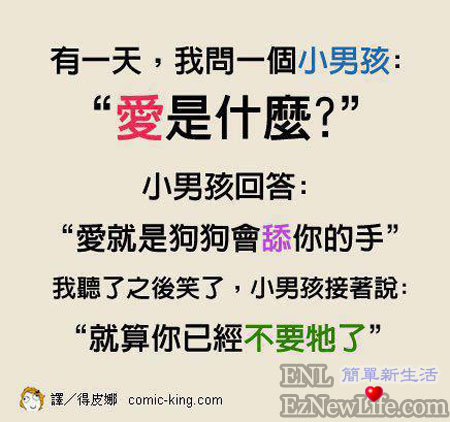 有一天，我問一個小男孩：
“愛是什麼?”
小男孩回答：
“愛就是狗狗會舔你的手”
我聽了之後笑了，小男孩接著說：
“就算你已經不要牠了”
譯／得皮娜 comic-king.com
ENL 簡單新生活
EzNewLife.com